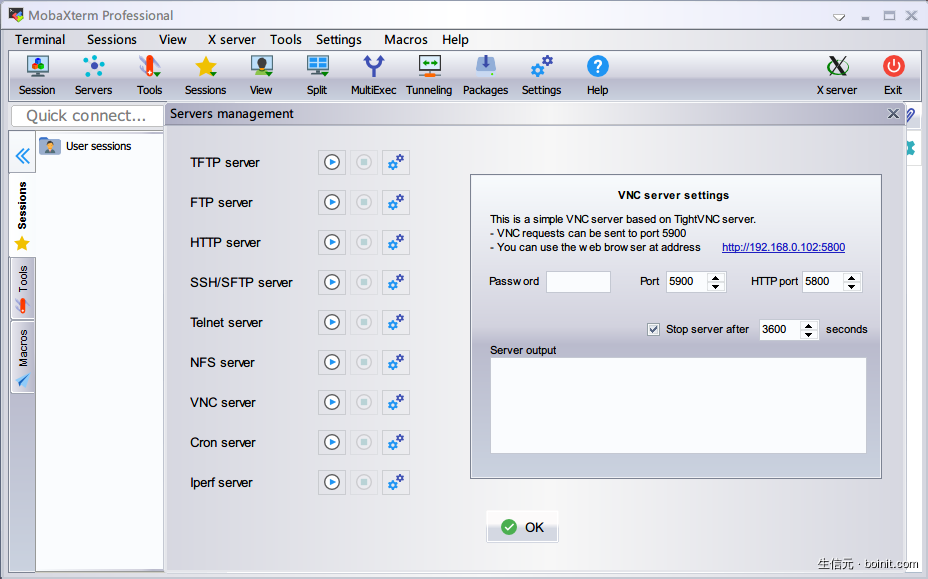 MobaXterm Professional
Terminal Sessions View X server Tools Settings Macros Help
Session Servers Tools Sessions View Split MultiExec Tunneling Packages Settings Help X server Exit
Quick connect...
Servers management
User sessions
Sessions
Tools
Macros
TFTP server
FTP server
HTTP server
SSH/SFTP server
Telnet server
NFS server
VNC server
Cron server
Iperf server
VNC server settings
This is a simple VNC server based on TightVNC server.
- VNC requests can be sent to port 5900
- You can use the web browser at address http://192.168.0.102:5800
Password Port 5900 HTTP port 5800
Stop server after 3600 seconds
Server output
OK
生信元 · boinit.com